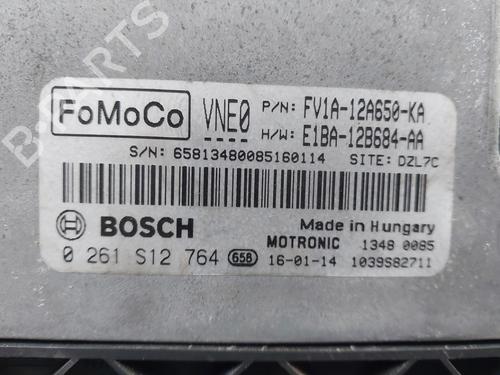 B-PARTS
FoMoCo VNE0 P/N: FV1A-12A650-KA
H/W: E1BA-12B684-AA
S/N: 65813480085160114 SITE: DZL7C
BOSCH Made in Hungary
MOTRONIC 1348 0085
0 261 S12 764 658 16-01-14 1039S82711